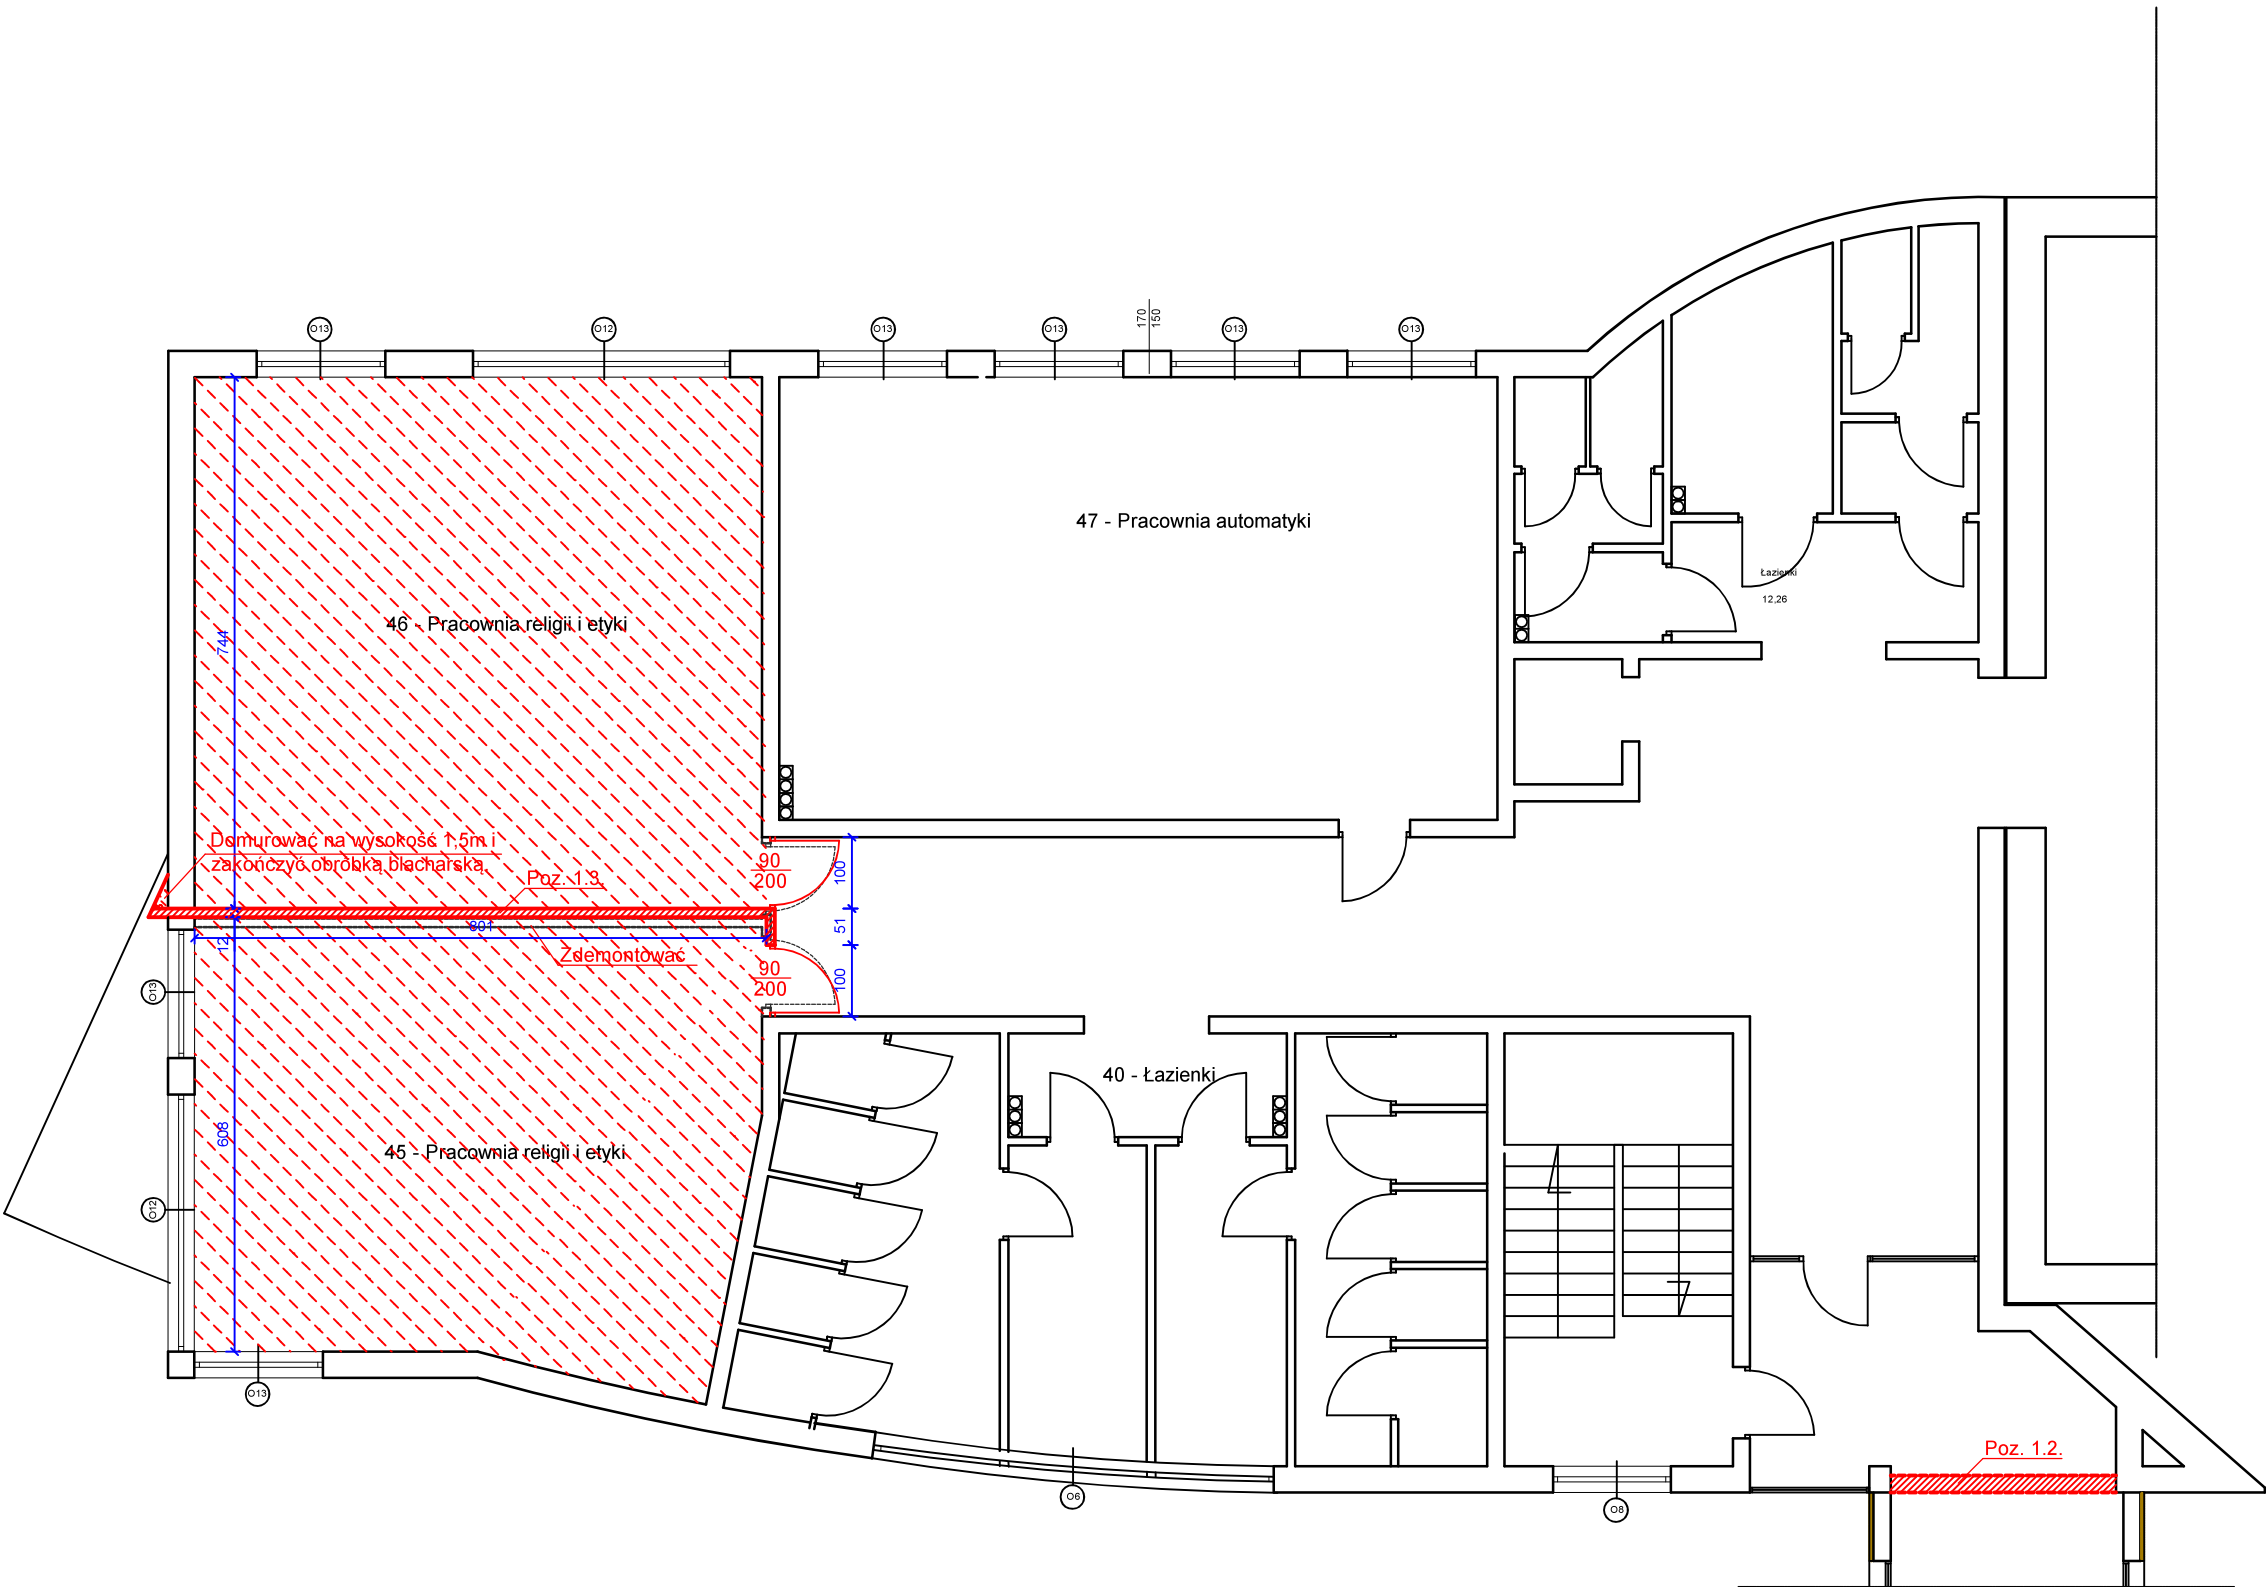 O13
O12
O13
O13
170
150
O13
O13
47 - Pracownia automatyki
Łazienki
12,26
46 - Pracownia religii i etyki
744
Domurować na wysokość 1,5m i
zakończyć obróbką blacharską.
Poz. 1.3.
90
200
100
801
12
51
Zdemontować
90
200
100
O13
40 - Łazienki
608
45 - Pracownia religii i etyki
O12
O13
Poz. 1.2.
O6
O8